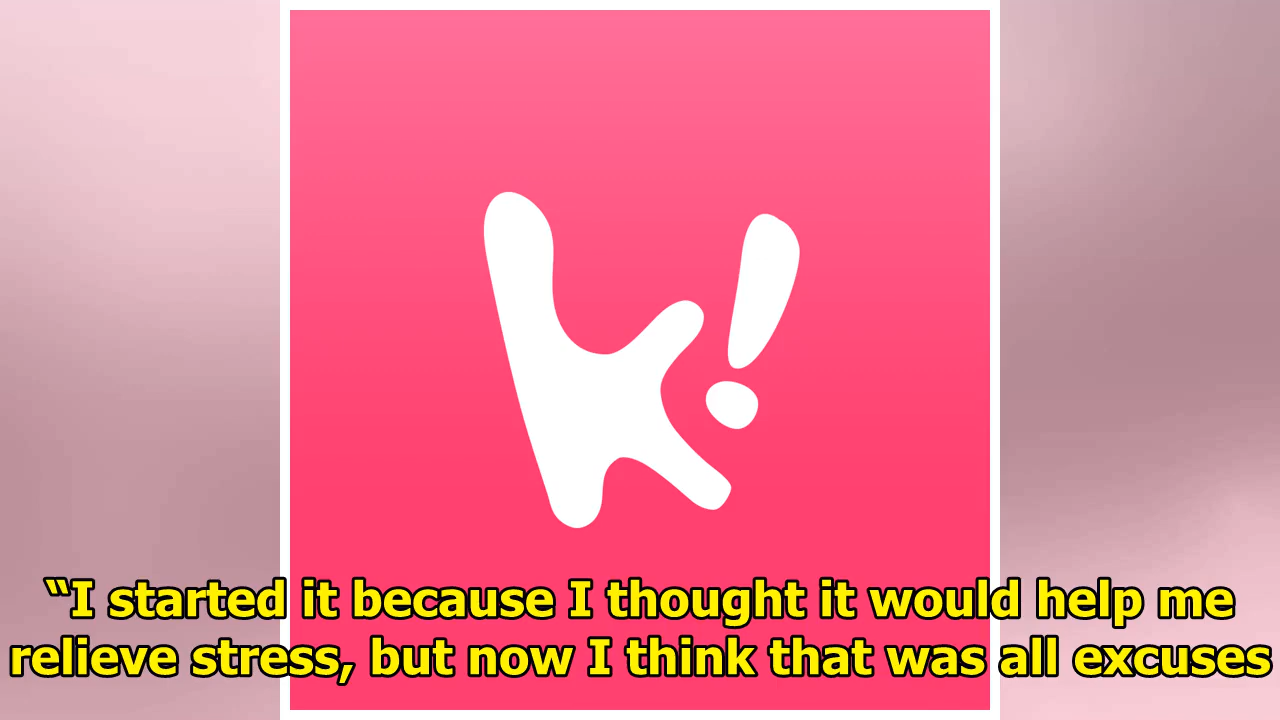 k!
“I started it because I thought it would help me
relieve stress, but now I think that was all excuses